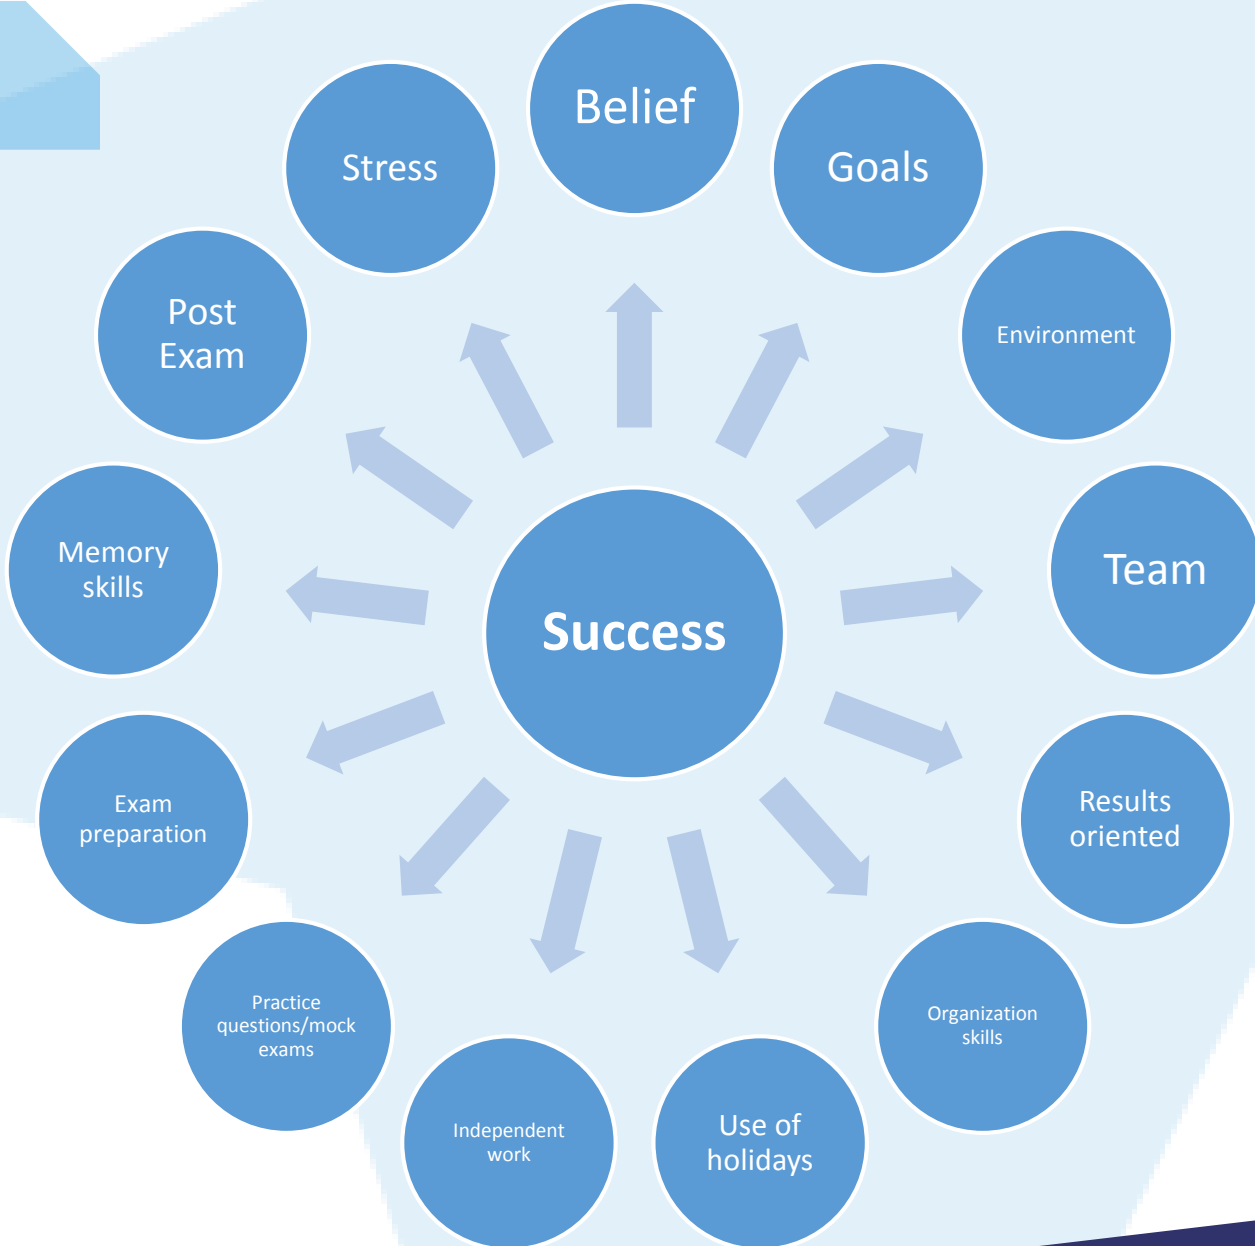 Belief
Goals
Environment
Team
Results
oriented
Organization
skills
Use of
holidays
Independent
work
Practice
questions/mock
exams
Exam
preparation
Memory
skills
Post
Exam
Stress
Success